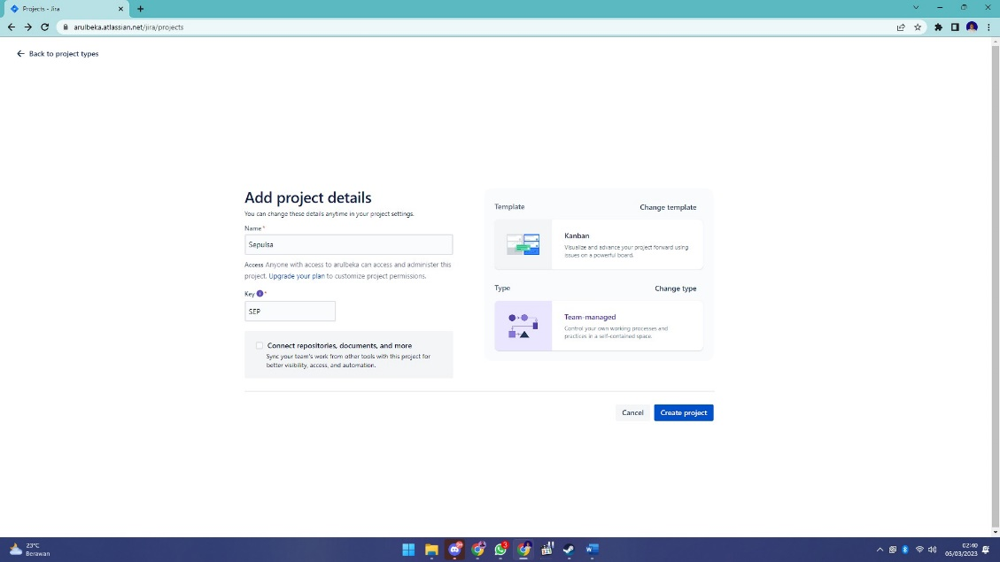 Projects - Jira
arulbeka.atlassian.net/jira/projects
Back to project types
Add project details
You can change these details anytime in your project settings.
Name *
Sepulsa
Access Anyone with access to arulbeka can access and administer this
project. Upgrade your plan to customize project permissions.
Key *
SEP
Connect repositories, documents, and more
Sync your team's work from other tools with this project for
better visibility, access, and automation.
Template
Change template
Kanban
Visualize and advance your project forward using
issues on a powerful board.
Type
Change type
Team-managed
Control your own working processes and
practices in a self-contained space.
Cancel
Create project
23°C
Berawan
02:40
05/03/2023